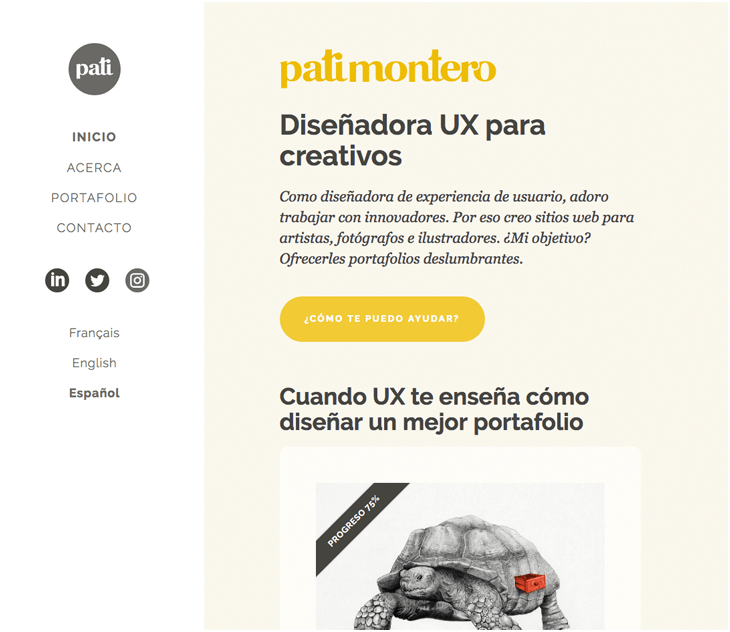 pati
INICIO
ACERCA
PORTAFOLIO
CONTACTO
in
Français
English
Español
patimontero
Diseñadora UX para
creativos
Como diseñadora de experiencia de usuario, adoro
trabajar con innovadores. Por eso creo sitios web para
artistas, fotógrafos e ilustradores. ¿Mi objetivo?
Ofrecerles portafolios deslumbrantes.
¿CÓMO TE PUEDO AYUDAR?
Cuando UX te enseña cómo
diseñar un mejor portafolio
PROGRESO 75%